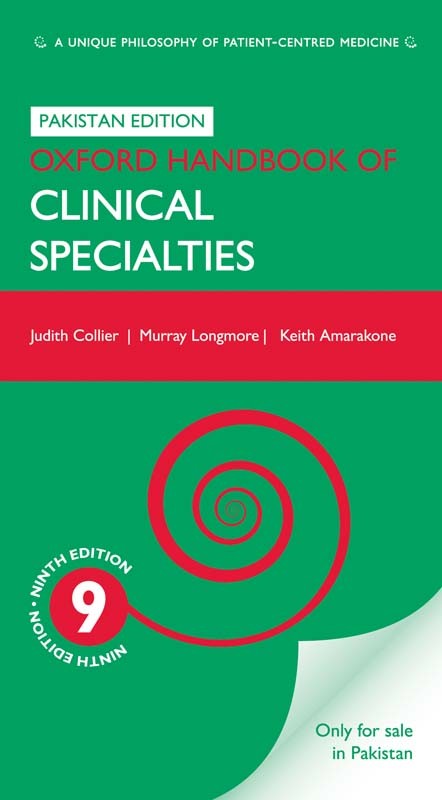 A UNIQUE PHILOSOPHY OF PATIENT-CENTRED MEDICINE
PAKISTAN EDITION
OXFORD HANDBOOK OF
CLINICAL
SPECIALTIES
Judith Collier | Murray Longmore | Keith Amarakone
NINTH EDITION • NINTH EDITION
9
Only for sale
in Pakistan